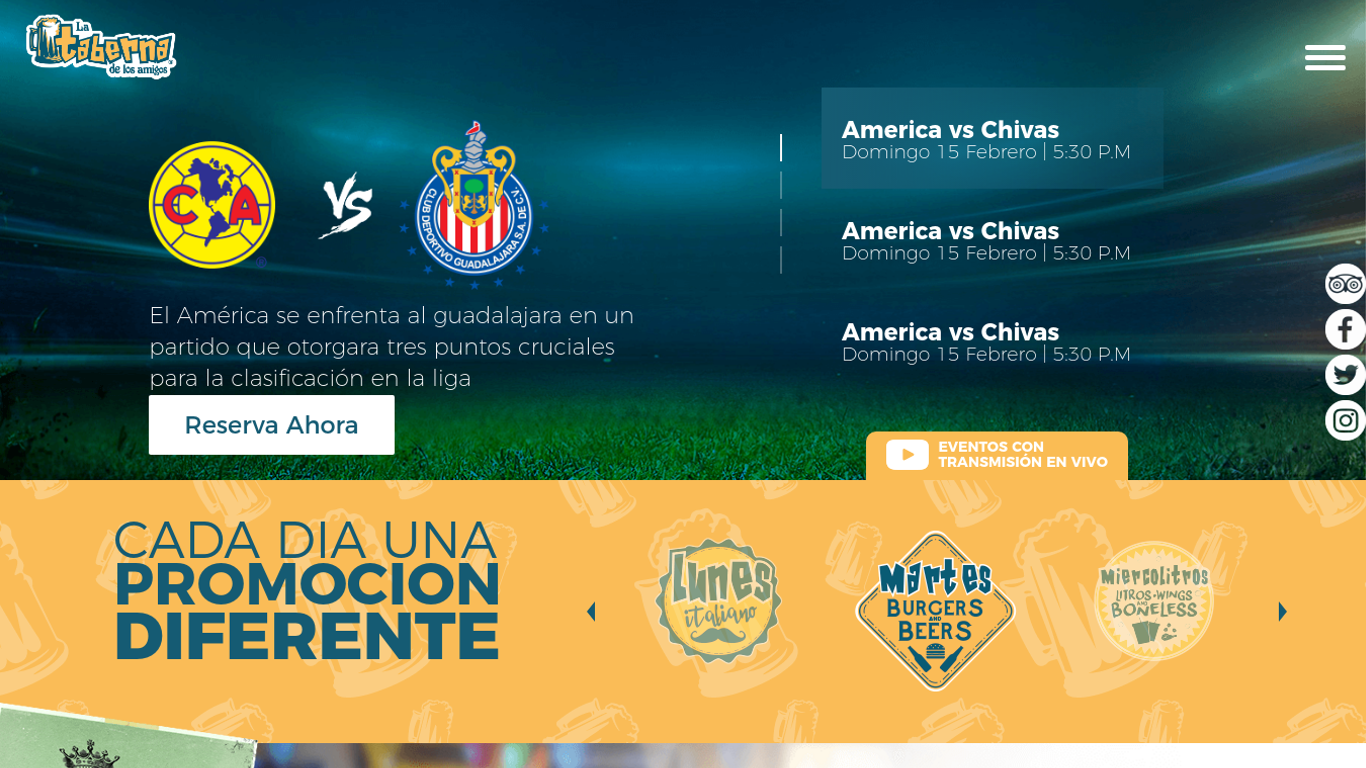 La
taberna
de los amigos
America vs Chivas
Domingo 15 Febrero | 5:30 P.M
CA
VS
CLUB DEPORTIVO GUADALAJARA S.A. DE C.V.
America vs Chivas
Domingo 15 Febrero | 5:30 P.M
El América se enfrenta al guadalajara en un
partido que otorgara tres puntos cruciales
para la clasificación en la liga
America vs Chivas
Domingo 15 Febrero | 5:30 P.M
Reserva Ahora
EVENTOS CON
TRANSMISIÓN EN VIVO
CADA DIA UNA
PROMOCION
DIFERENTE
Lunes
italiano
Martes
BURGERS
AND
BEERS
MIERCOLITROS
LITROS-WINGS
AND
BONELESS